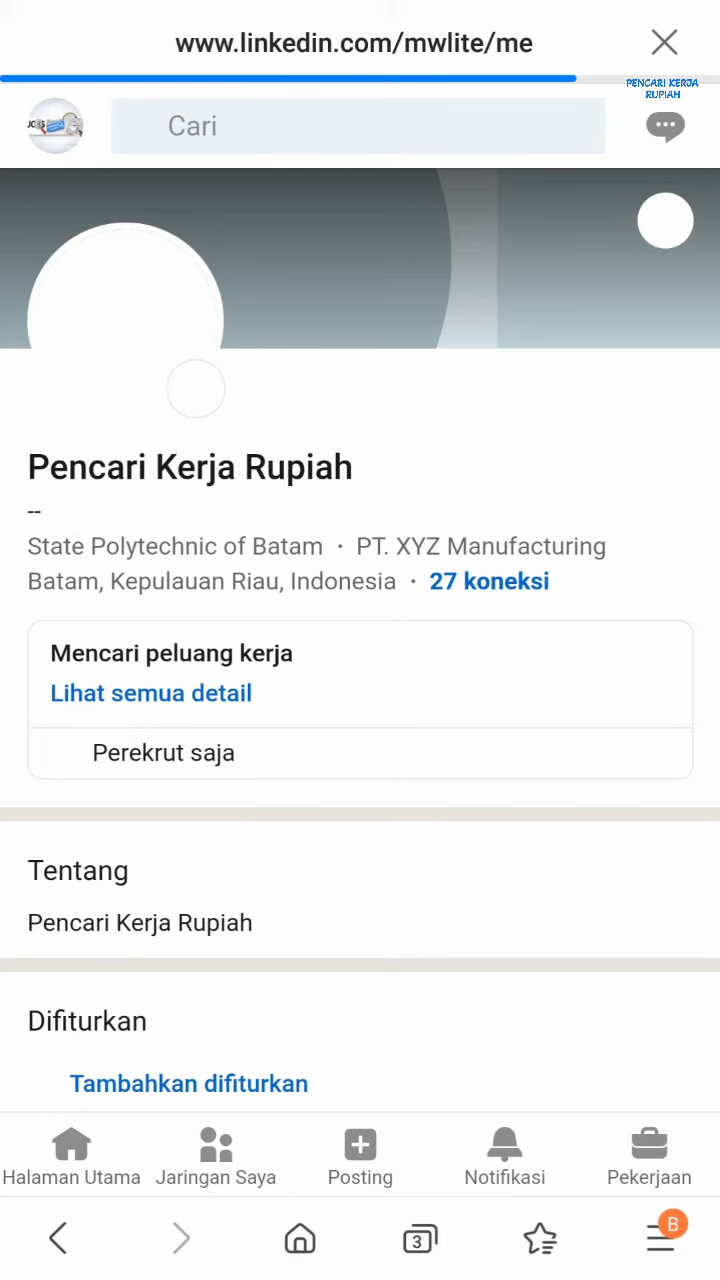 www.linkedin.com/mwlite/me
PENCARI KERJA
RUPIAH
JOBS
Cari
Pencari Kerja Rupiah
--
State Polytechnic of Batam · PT. XYZ Manufacturing
Batam, Kepulauan Riau, Indonesia · 27 koneksi
Mencari peluang kerja
Lihat semua detail
Perekrut saja
Tentang
Pencari Kerja Rupiah
Difiturkan
Tambahkan difiturkan
Halaman Utama
Jaringan Saya
Posting
Notifikasi
Pekerjaan
3
B